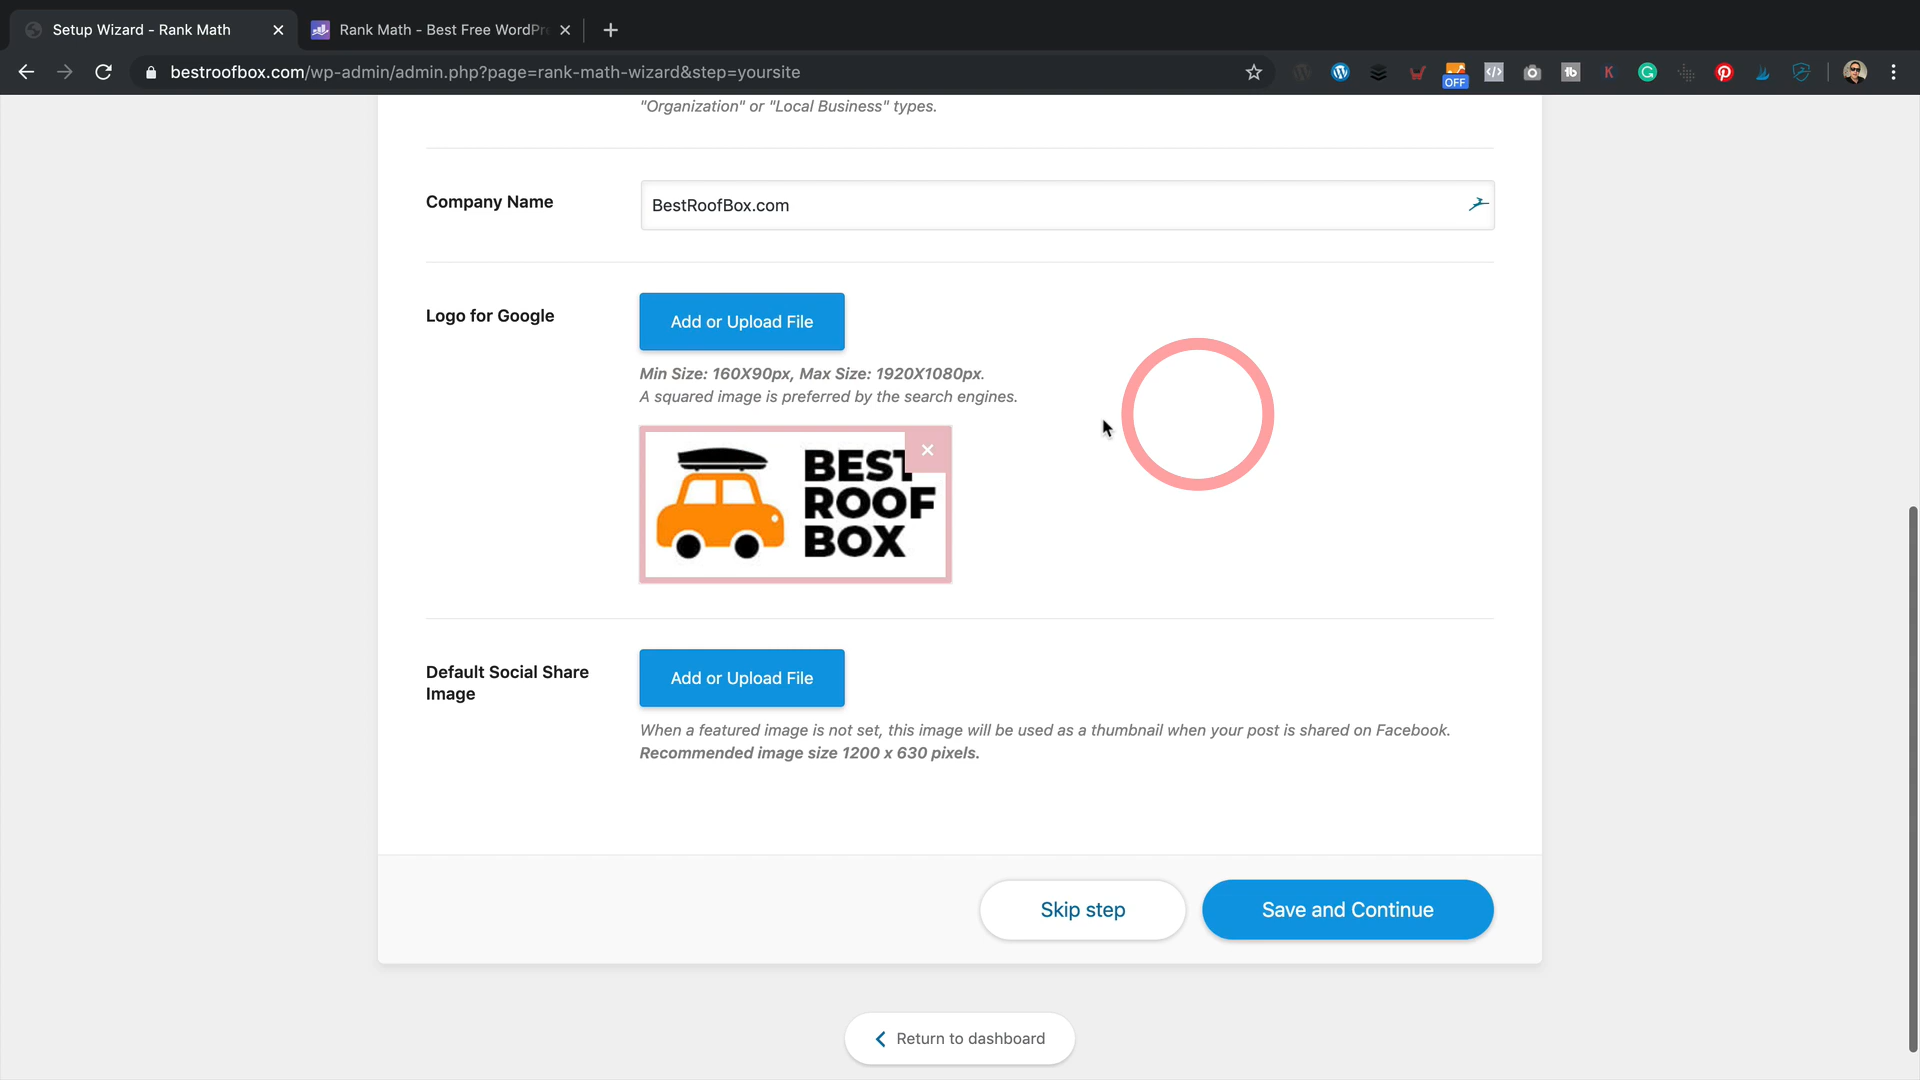 Setup Wizard - Rank Math
Rank Math - Best Free WordPre
bestroofbox.com/wp-admin/admin.php?page=rank-math-wizard&step=yoursite
OFF
"Organization" or "Local Business" types.
Company Name
BestRoofBox.com
Logo for Google
Add or Upload File
Min Size: 160X90px, Max Size: 1920X1080px.
A squared image is preferred by the search engines.
BEST
ROOF
BOX
Default Social Share
Image
Add or Upload File
When a featured image is not set, this image will be used as a thumbnail when your post is shared on Facebook.
Recommended image size 1200 x 630 pixels.
Skip step
Save and Continue
Return to dashboard